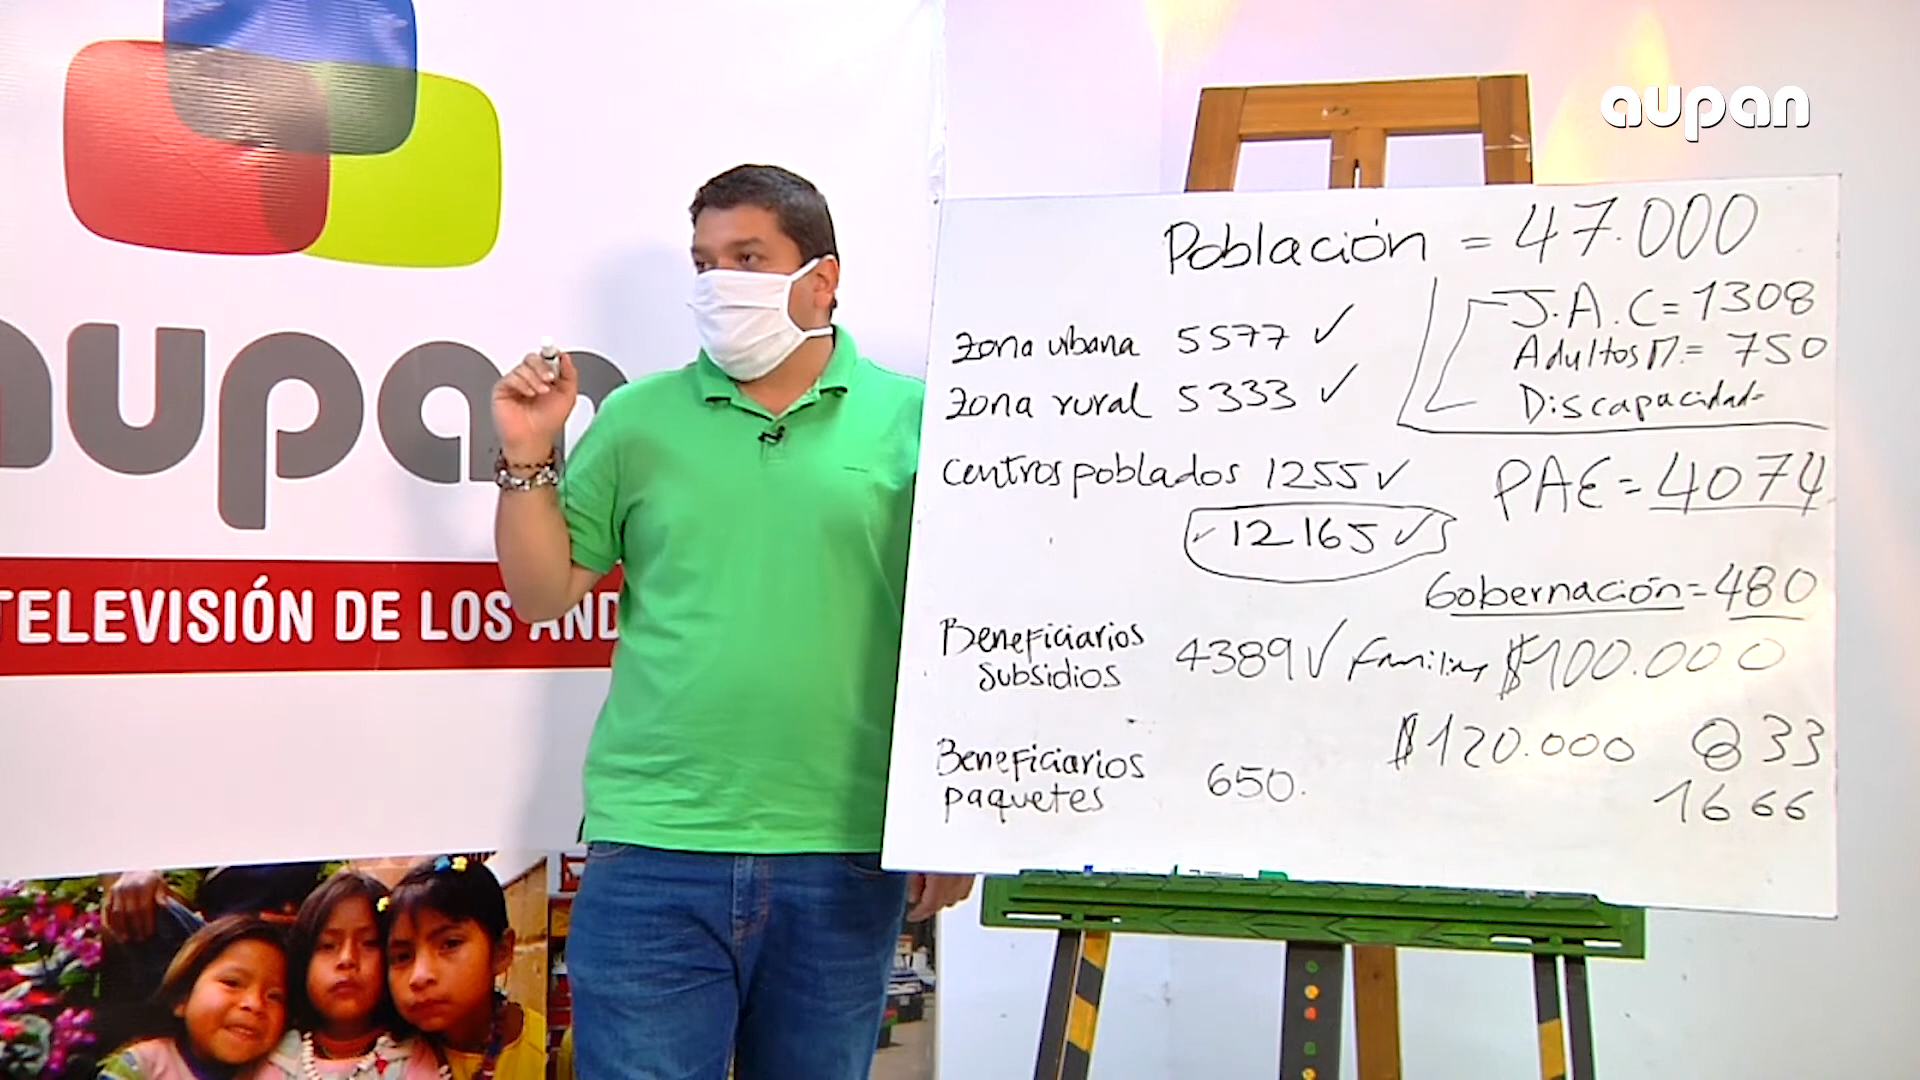 aupan
aupan
TELEVISIÓN DE LOS AND
Población = 47.000
J.A.C = 1308
Adultos M. = 750
Discapacidad
zona urbana 5577 ✓
zona rural 5333 ✓
centros poblados 1255 ✓
✓ 12165 ✓
PAE = 4074
Gobernación = 480
Beneficiarios
subsidios 4389 ✓ familias $100.000
$120.000 33
1666
Beneficiarios
paquetes 650.